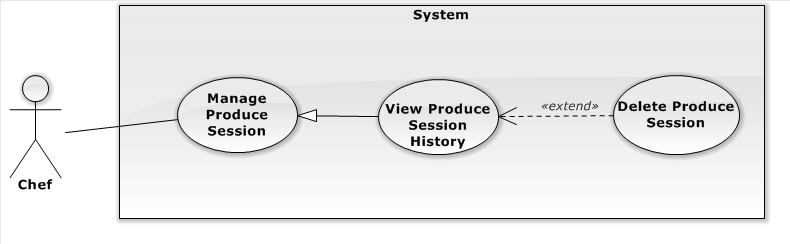 System
Manage
Produce
Session
View Produce
Session
History
«extend»
Delete Produce
Session
Chef